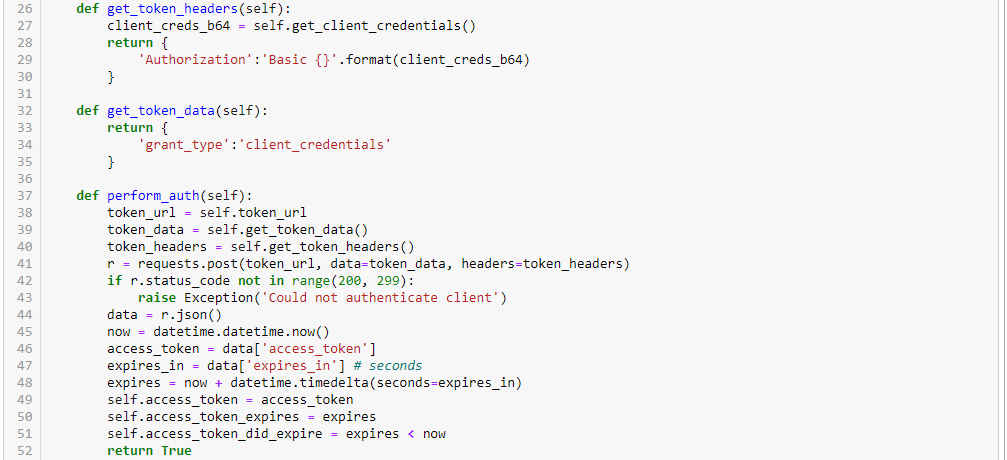 26     def get_token_headers(self):
27         client_creds_b64 = self.get_client_credentials()
28         return {
29             'Authorization':'Basic {}'.format(client_creds_b64)
30         }
31
32     def get_token_data(self):
33         return {
34             'grant_type':'client_credentials'
35         }
36
37     def perform_auth(self):
38         token_url = self.token_url
39         token_data = self.get_token_data()
40         token_headers = self.get_token_headers()
41         r = requests.post(token_url, data=token_data, headers=token_headers)
42         if r.status_code not in range(200, 299):
43             raise Exception('Could not authenticate client')
44         data = r.json()
45         now = datetime.datetime.now()
46         access_token = data['access_token']
47         expires_in = data['expires_in'] # seconds
48         expires = now + datetime.timedelta(seconds=expires_in)
49         self.access_token = access_token
50         self.access_token_expires = expires
51         self.access_token_did_expire = expires < now
52         return True